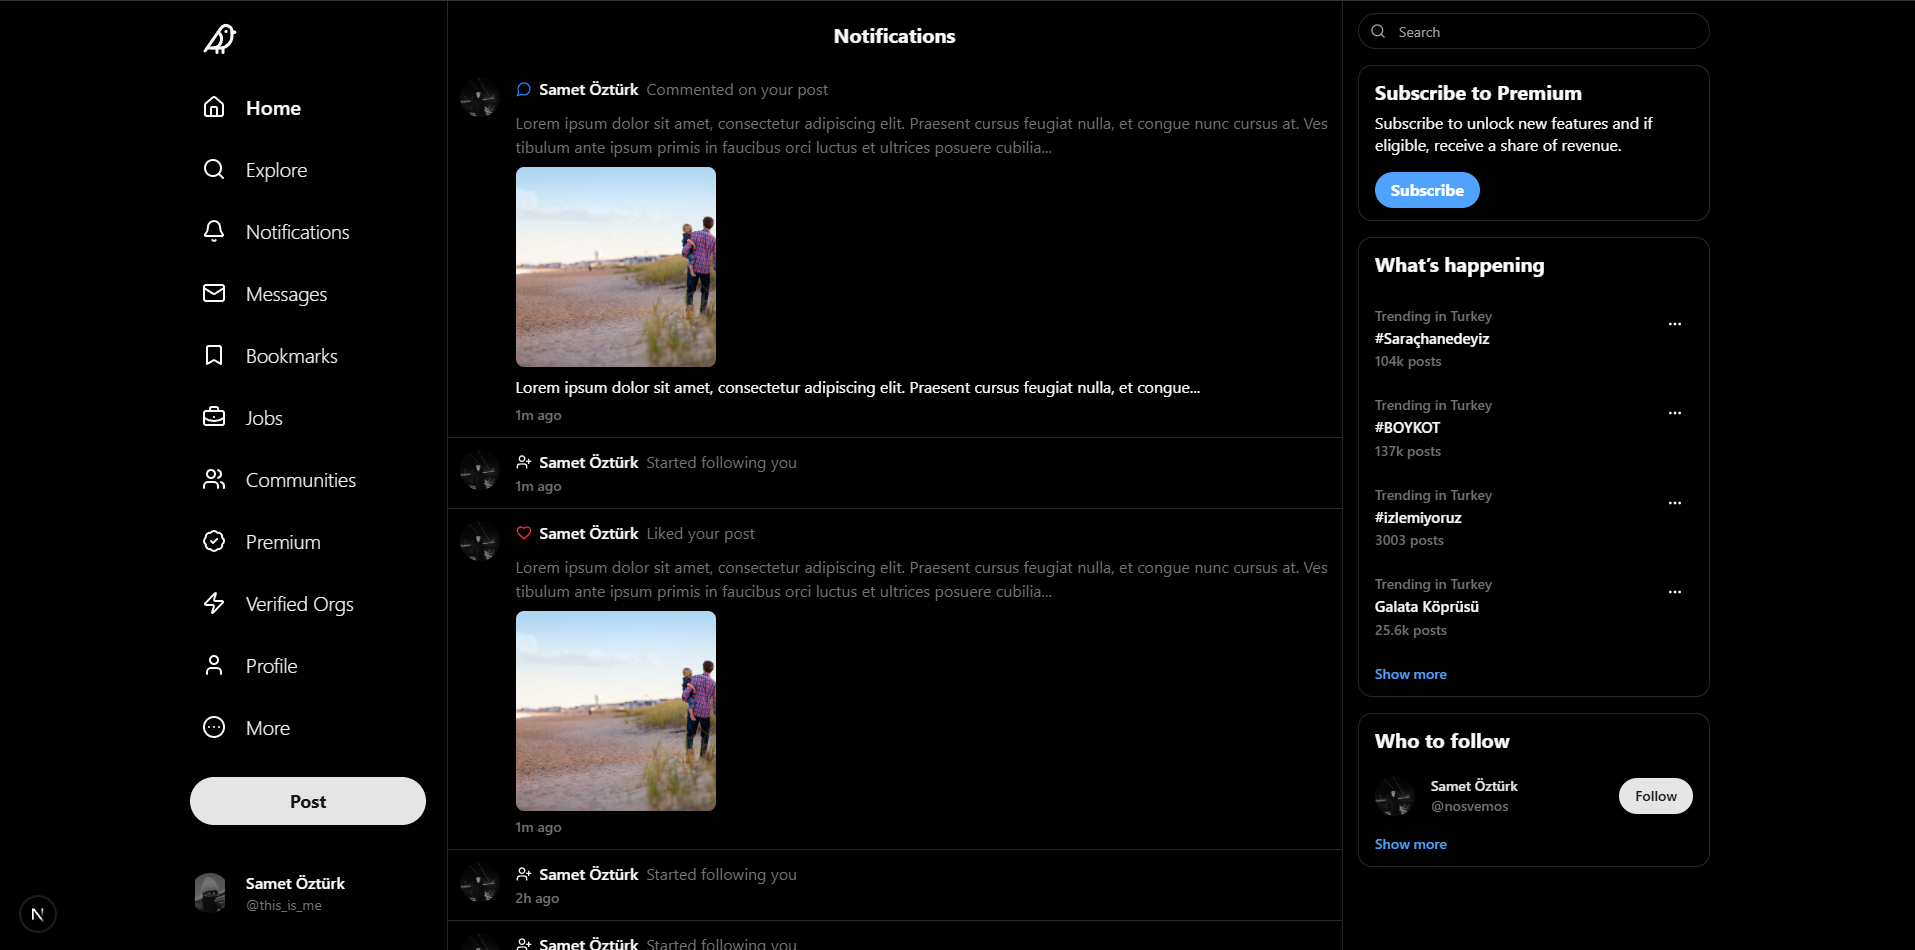 Home
Explore
Notifications
Messages
Bookmarks
Jobs
Communities
Premium
Verified Orgs
Profile
More
Post
Samet Öztürk
@this_is_me
N
Notifications
Samet Öztürk Commented on your post
Lorem ipsum dolor sit amet, consectetur adipiscing elit. Praesent cursus feugiat nulla, et congue nunc cursus at. Ves
tibulum ante ipsum primis in faucibus orci luctus et ultrices posuere cubilia...
Lorem ipsum dolor sit amet, consectetur adipiscing elit. Praesent cursus feugiat nulla, et congue...
1m ago
Samet Öztürk Started following you
1m ago
Samet Öztürk Liked your post
Lorem ipsum dolor sit amet, consectetur adipiscing elit. Praesent cursus feugiat nulla, et congue nunc cursus at. Ves
tibulum ante ipsum primis in faucibus orci luctus et ultrices posuere cubilia...
1m ago
Samet Öztürk Started following you
2h ago
Samet Öztürk Started following you
Search
Subscribe to Premium
Subscribe to unlock new features and if
eligible, receive a share of revenue.
Subscribe
What's happening
Trending in Turkey
#Saraçhanedeyiz
104k posts
Trending in Turkey
#BOYKOT
137k posts
Trending in Turkey
#izlemiyoruz
3003 posts
Trending in Turkey
Galata Köprüsü
25.6k posts
Show more
Who to follow
Samet Öztürk
@nosvemos
Follow
Show more